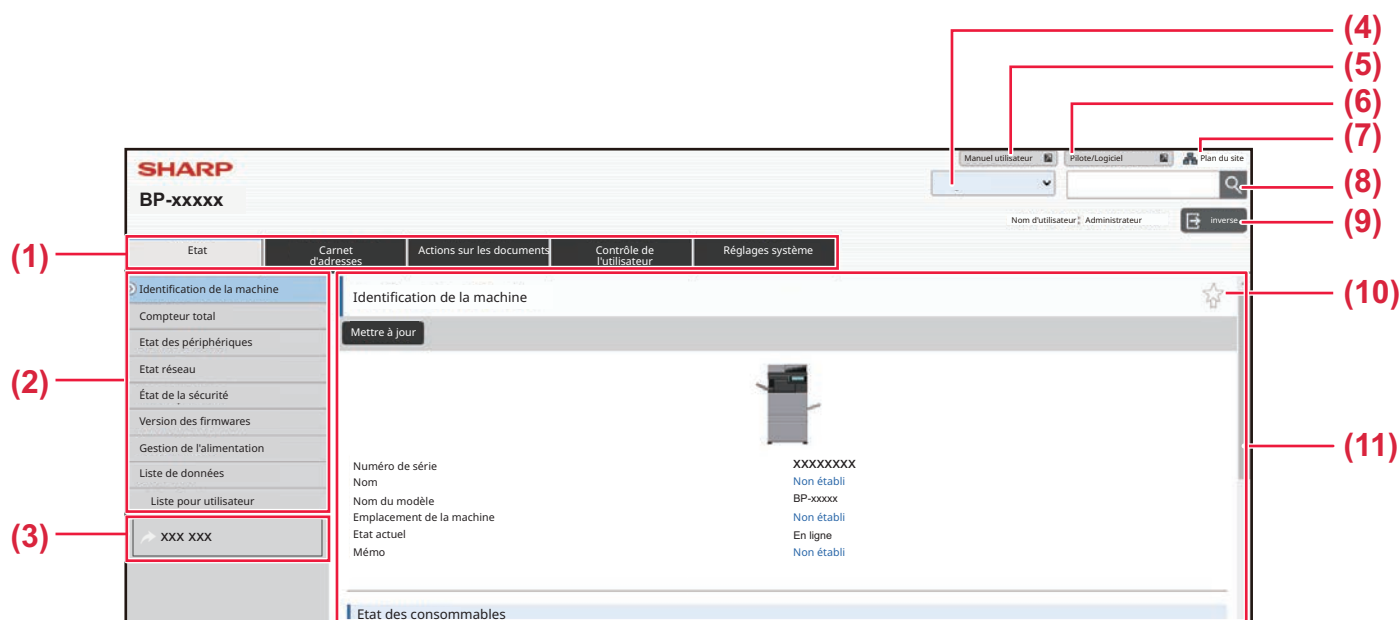 (4)
(5)
(6)
(7)
SHARP
Manuel utilisateur
Pilote/Logiciel
Plan du site
BP-xxxxx
(8)
Nom d'utilisateur: Administrateur
inverse
(9)
(1)
Etat
Carnet
d'adresses
Actions sur les documents
Contrôle de
l'utilisateur
Réglages système
Identification de la machine
Identification de la machine
(10)
Compteur total
Mettre à jour
Etat des périphériques
Etat réseau
(2)
État de la sécurité
Version des firmwares
Gestion de l'alimentation
(11)
Liste de données
Liste pour utilisateur
Numéro de série
XXXXXXXX
Nom
Non établi
Nom du modèle
BP-xxxxx
Emplacement de la machine
Non établi
Etat actuel
En ligne
Mémo
Non établi
(3)
XXX XXX
Etat des consommables